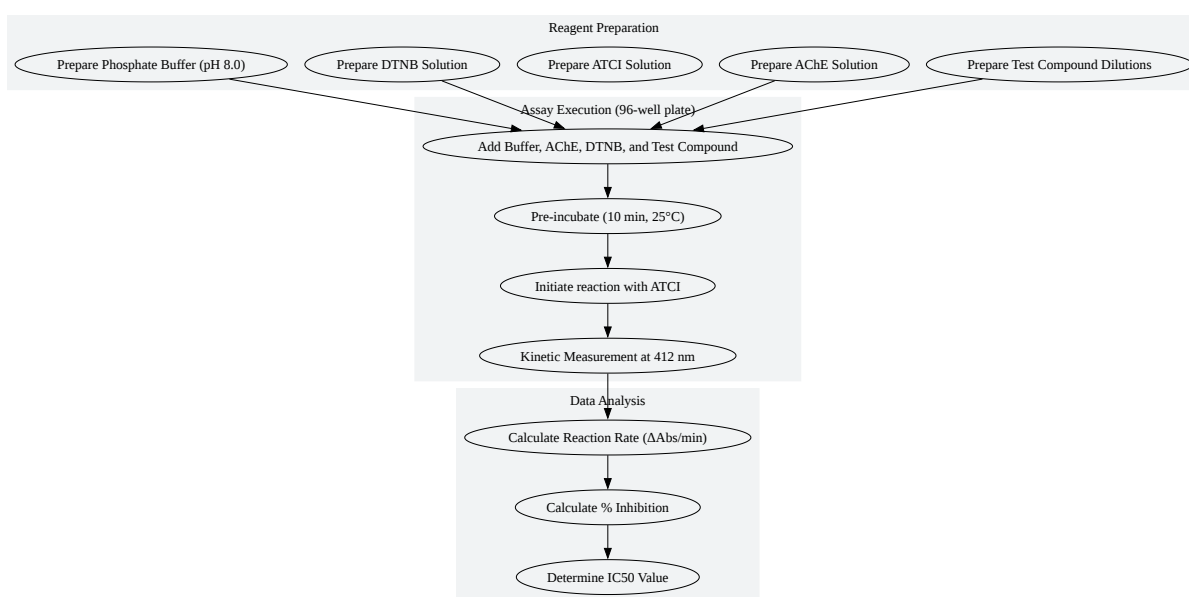 Reagent Preparation
Prepare Phosphate Buffer (pH 8.0)
Prepare DTNB Solution
Prepare ATCI Solution
Prepare AChE Solution
Prepare Test Compound Dilutions
Assay Execution (96-well plate)
Add Buffer, AChE, DTNB, and Test Compound
Pre-incubate (10 min, 25°C)
Initiate reaction with ATCI
Kinetic Measurement at 412 nm
Data Analysis
Calculate Reaction Rate (ΔAbs/min)
Calculate % Inhibition
Determine IC50 Value